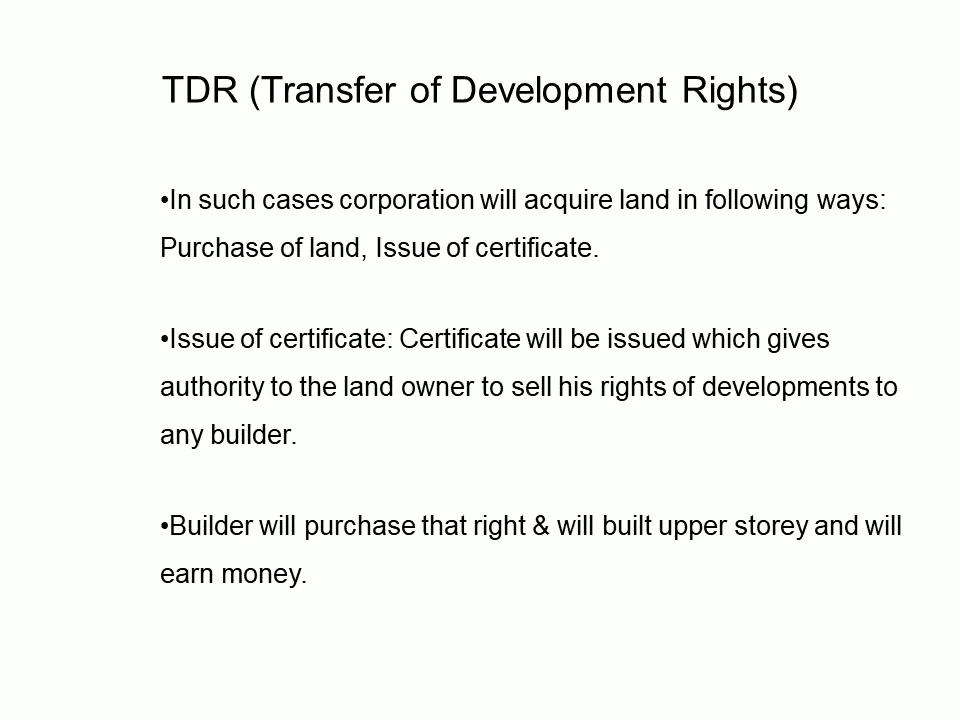 TDR (Transfer of Development Rights)
•In such cases corporation will acquire land in following ways:
Purchase of land, Issue of certificate.
•Issue of certificate: Certificate will be issued which gives
authority to the land owner to sell his rights of developments to
any builder.
•Builder will purchase that right & will built upper storey and will
earn money.